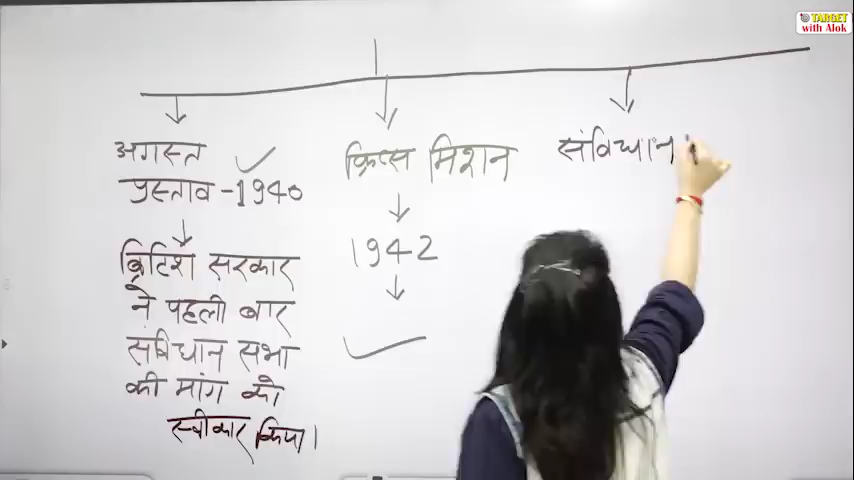 TARGET
with Alok
अगस्त
प्रस्ताव -1940
ब्रिटिश सरकार
ने पहली बार
संविधान सभा
की मांग को
स्वीकार किया।
क्रिप्स मिशन
1942
संविधान